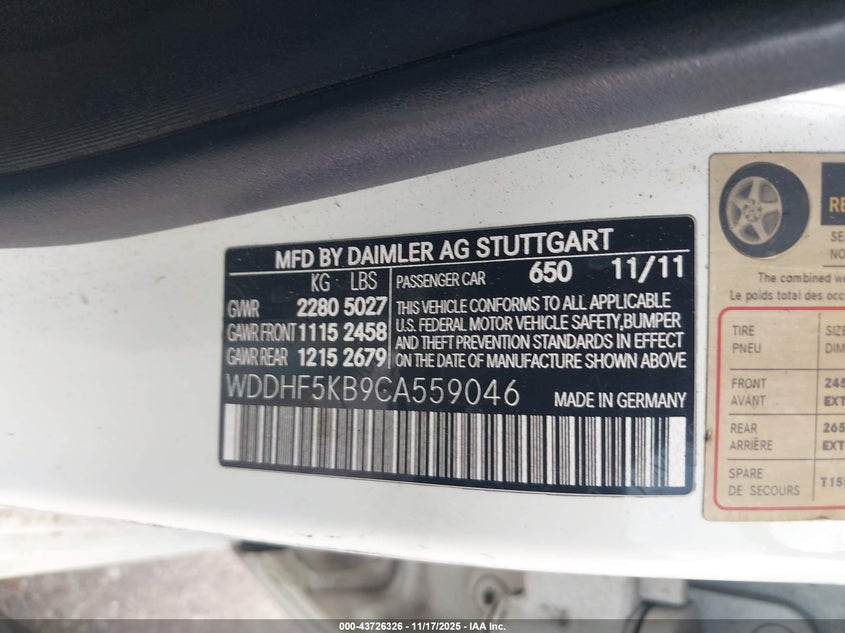 MFD BY DAIMLER AG STUTTGART
KG LBS
GVWR 2280 5027
GAWR FRONT 1115 2458
GAWR REAR 1215 2679
PASSENGER CAR 650 11/11
THIS VEHICLE CONFORMS TO ALL APPLICABLE
U.S. FEDERAL MOTOR VEHICLE SAFETY, BUMPER
AND THEFT PREVENTION STANDARDS IN EFFECT
ON THE DATE OF MANUFACTURE SHOWN ABOVE
WDDHF5KB9CA559046 MADE IN GERMANY
The combined
Le poids total des
TIRE
PNEU
FRONT
AVANT
REAR
ARRIÈRE
SPARE
DE SECOURS
000-43726326 - 11/17/2025 - IAA Inc.